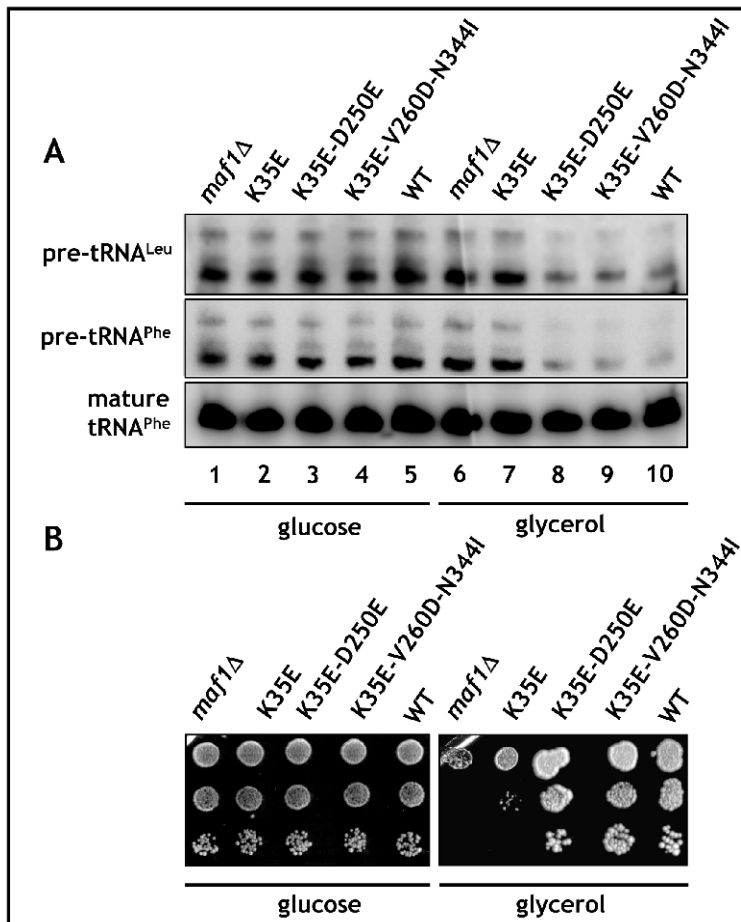 A
maf1Δ K35E K35E-D250E K35E-V260D-N344I WT maf1Δ K35E K35E-D250E K35E-V260D-N344I WT
pre-tRNALeu
pre-tRNAPhe
mature
tRNAPhe
1 2 3 4 5 6 7 8 9 10
glucose glycerol
B
maf1Δ K35E K35E-D250E K35E-V260D-N344I WT maf1Δ K35E K35E-D250E K35E-V260D-N344I WT
glucose glycerol